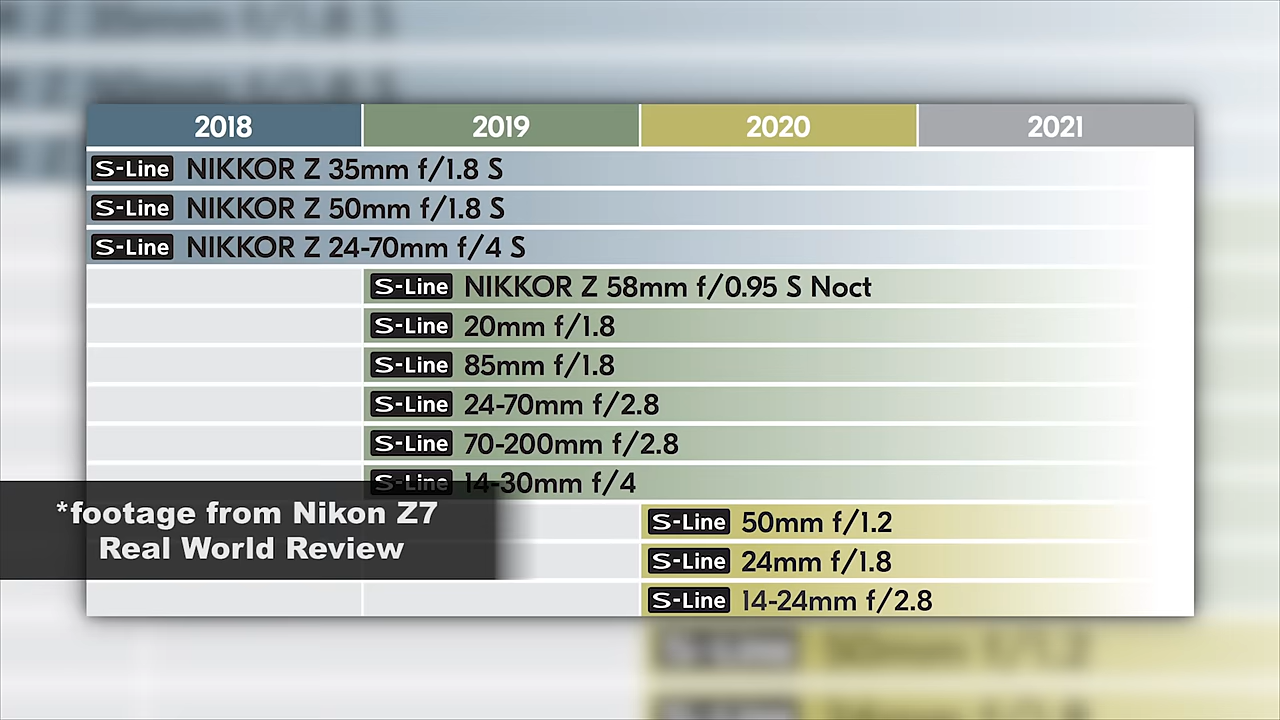 2018 2019 2020 2021
S-Line NIKKOR Z 35mm f/1.8 S
S-Line NIKKOR Z 50mm f/1.8 S
S-Line NIKKOR Z 24-70mm f/4 S
S-Line NIKKOR Z 58mm f/0.95 S Noct
S-Line 20mm f/1.8
S-Line 85mm f/1.8
S-Line 24-70mm f/2.8
S-Line 70-200mm f/2.8
S-Line 14-30mm f/4
*footage from Nikon Z7
Real World Review
S-Line 50mm f/1.2
S-Line 24mm f/1.8
S-Line 14-24mm f/2.8